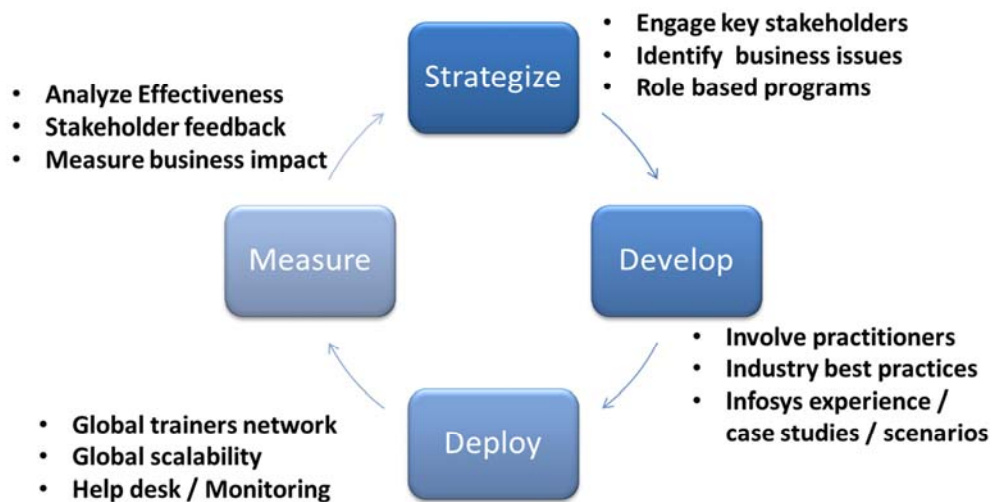 Strategize
• Engage key stakeholders
• Identify business issues
• Role based programs
Develop
• Involve practitioners
• Industry best practices
• Infosys experience /
case studies / scenarios
Deploy
• Global trainers network
• Global scalability
• Help desk / Monitoring
Measure
• Analyze Effectiveness
• Stakeholder feedback
• Measure business impact